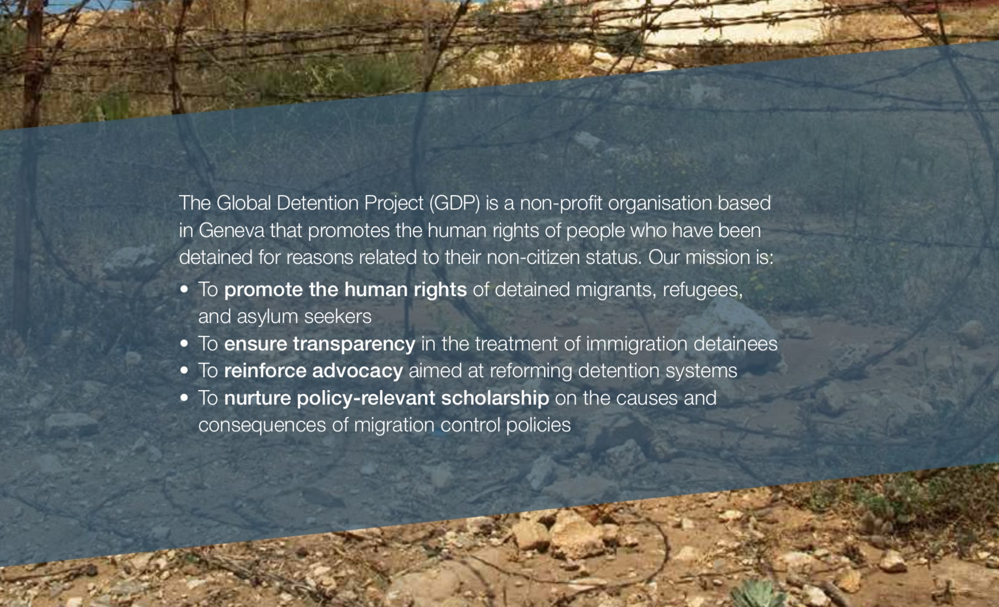 The Global Detention Project (GDP) is a non-profit organisation based
in Geneva that promotes the human rights of people who have been
detained for reasons related to their non-citizen status. Our mission is:
• To promote the human rights of detained migrants, refugees,
and asylum seekers
• To ensure transparency in the treatment of immigration detainees
• To reinforce advocacy aimed at reforming detention systems
• To nurture policy-relevant scholarship on the causes and
consequences of migration control policies